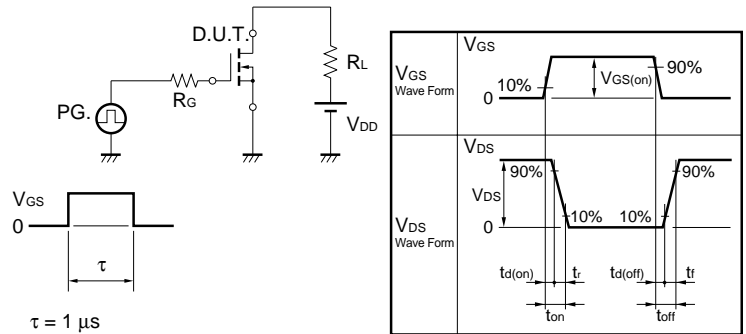 D.U.T.
RL
RG
PG.
VDD
VGS
0
τ
τ = 1 μs
VGS
Wave Form
VGS
10%
0
VGS(on)
90%
VDS
Wave Form
VDS
90%
VDS
0
10%
10%
90%
td(on)
tr
td(off)
tf
ton
toff